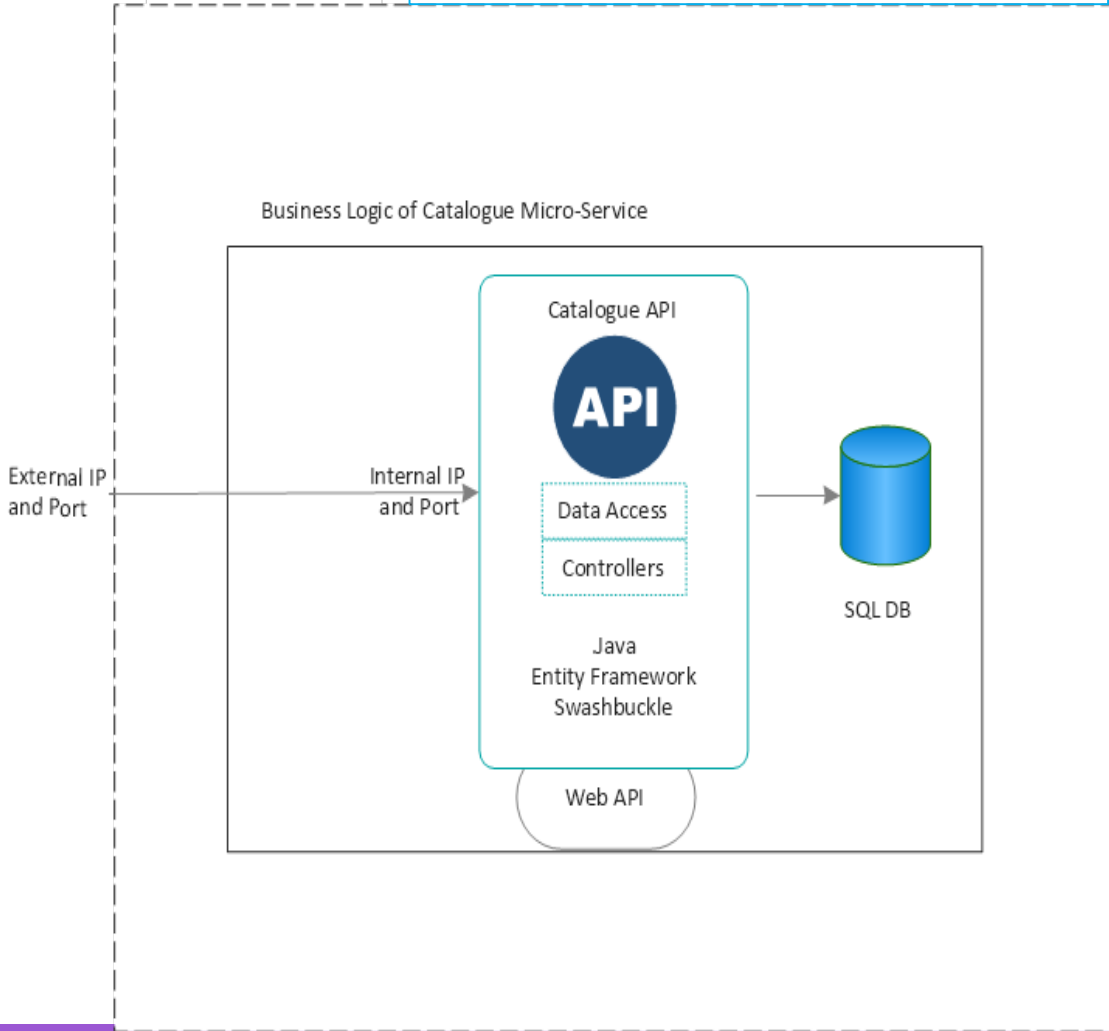 Business Logic of Catalogue Micro-Service
Catalogue API
API
External IP
and Port
Internal IP
and Port
Data Access
Controllers
SQL DB
Java
Entity Framework
Swashbuckle
Web API